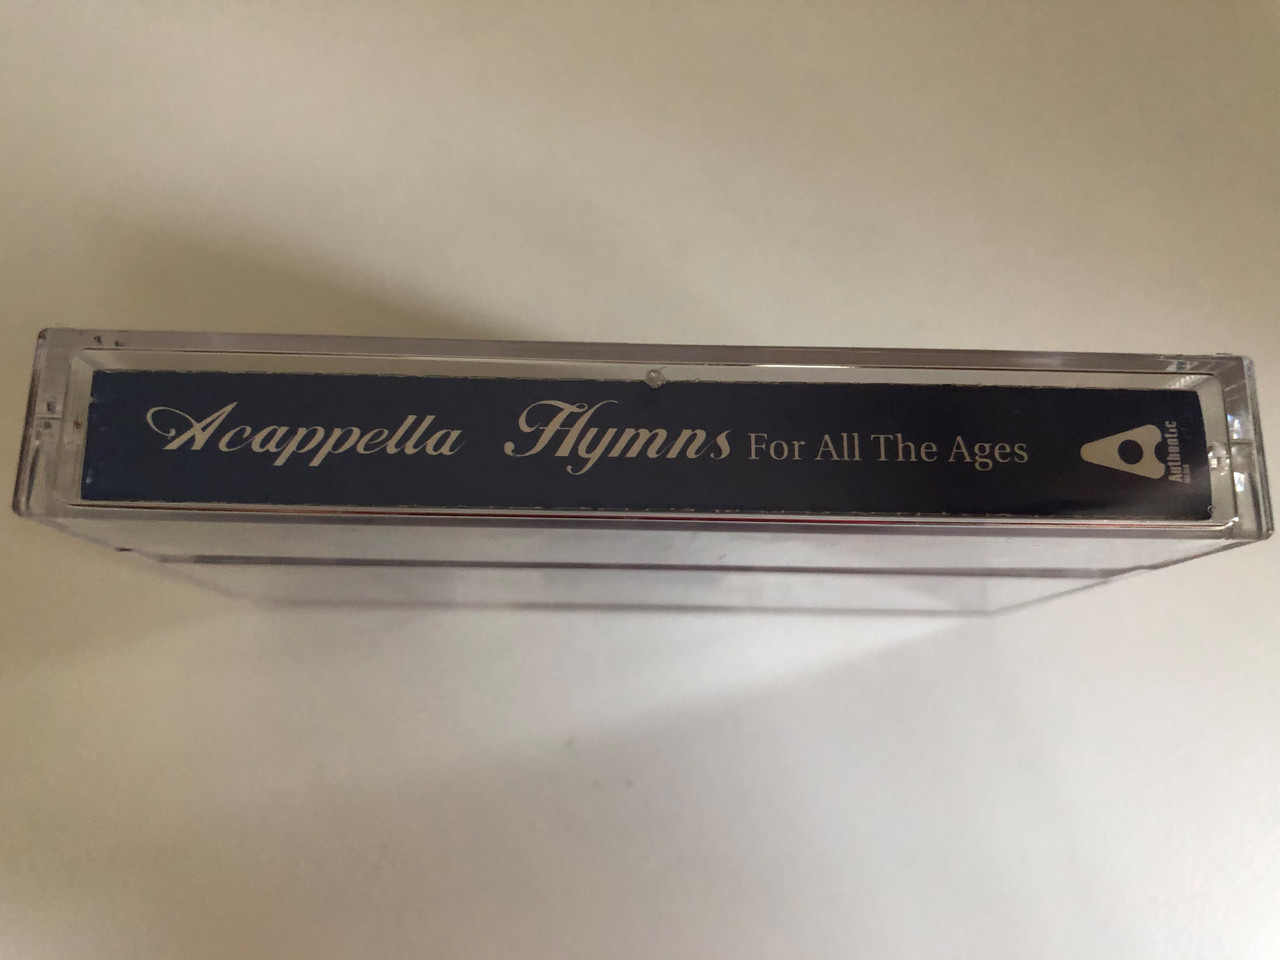 Acappella Hymns For All The Ages
Authentic